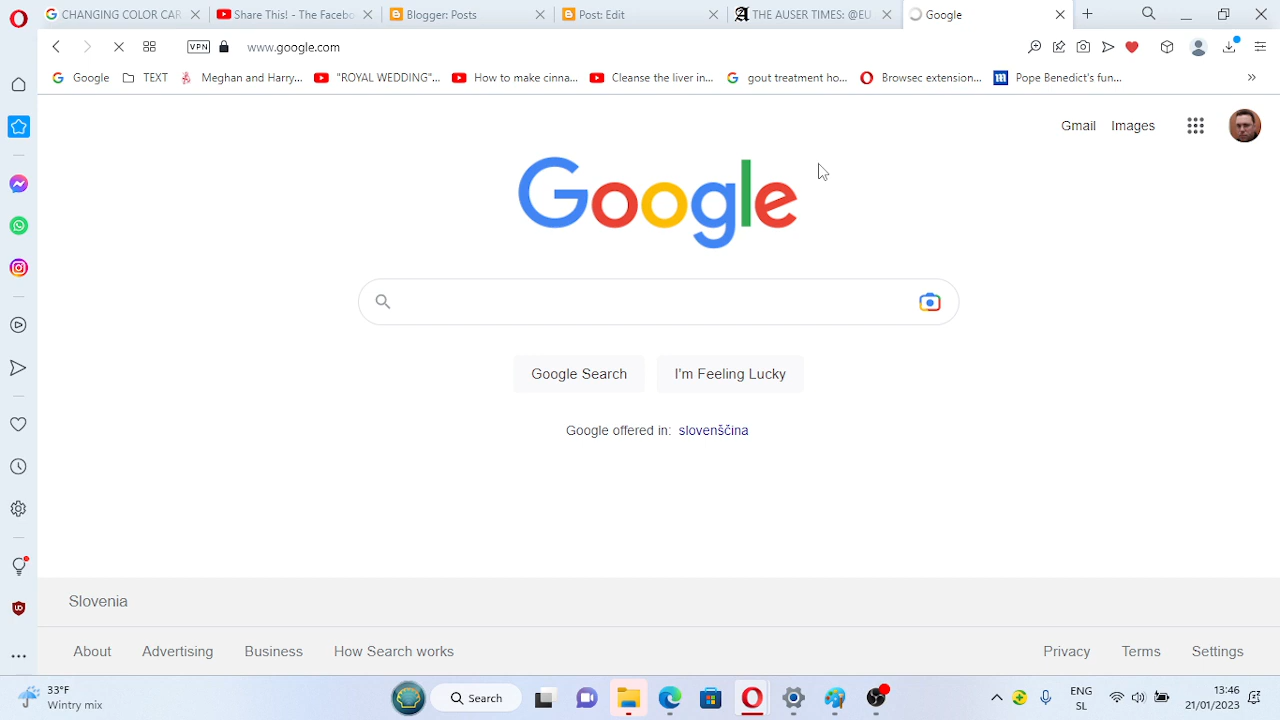 CHANGING COLOR CAR
Share This! - The Facebo
Blogger: Posts
Post: Edit
THE AUSER TIMES: @EU
Google
VPN
www.google.com
Google
TEXT
Meghan and Harry...
"ROYAL WEDDING"...
How to make cinna...
Cleanse the liver in...
gout treatment ho...
Browsec extension...
Pope Benedict's fun...
Gmail
Images
Google
Google Search
I'm Feeling Lucky
Google offered in: slovenščina
Slovenia
About
Advertising
Business
How Search works
Privacy
Terms
Settings
33°F
Wintry mix
Search
ENG
SL
13:46
21/01/2023